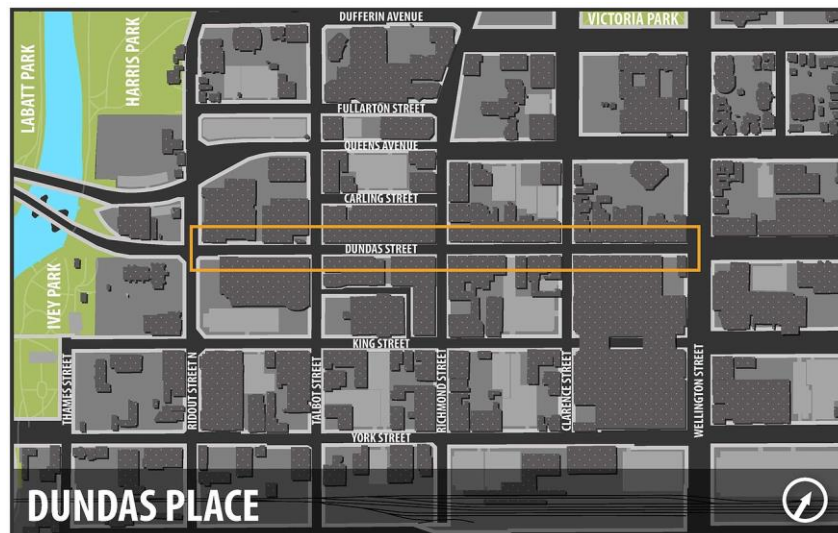 DUFFERIN AVENUE
VICTORIA PARK
LABATT PARK
HARRIS PARK
FULLARTON STREET
QUEENS AVENUE
CARLING STREET
DUNDAS STREET
IVEY PARK
KING STREET
THAMES STREET
RIDOUT STREET N
TALBOT STREET
RICHMOND STREET
CLARENCE STREET
WELLINGTON STREET
YORK STREET
DUNDAS PLACE